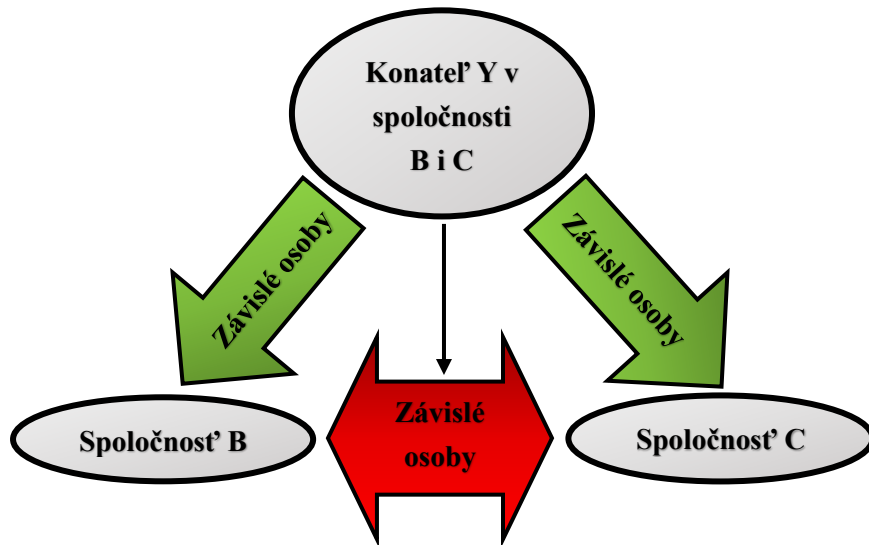 Konateľ Y v
spoločnosti
B i C
Závislé osoby
Závislé osoby
Spoločnosť B
Závislé
osoby
Spoločnosť C